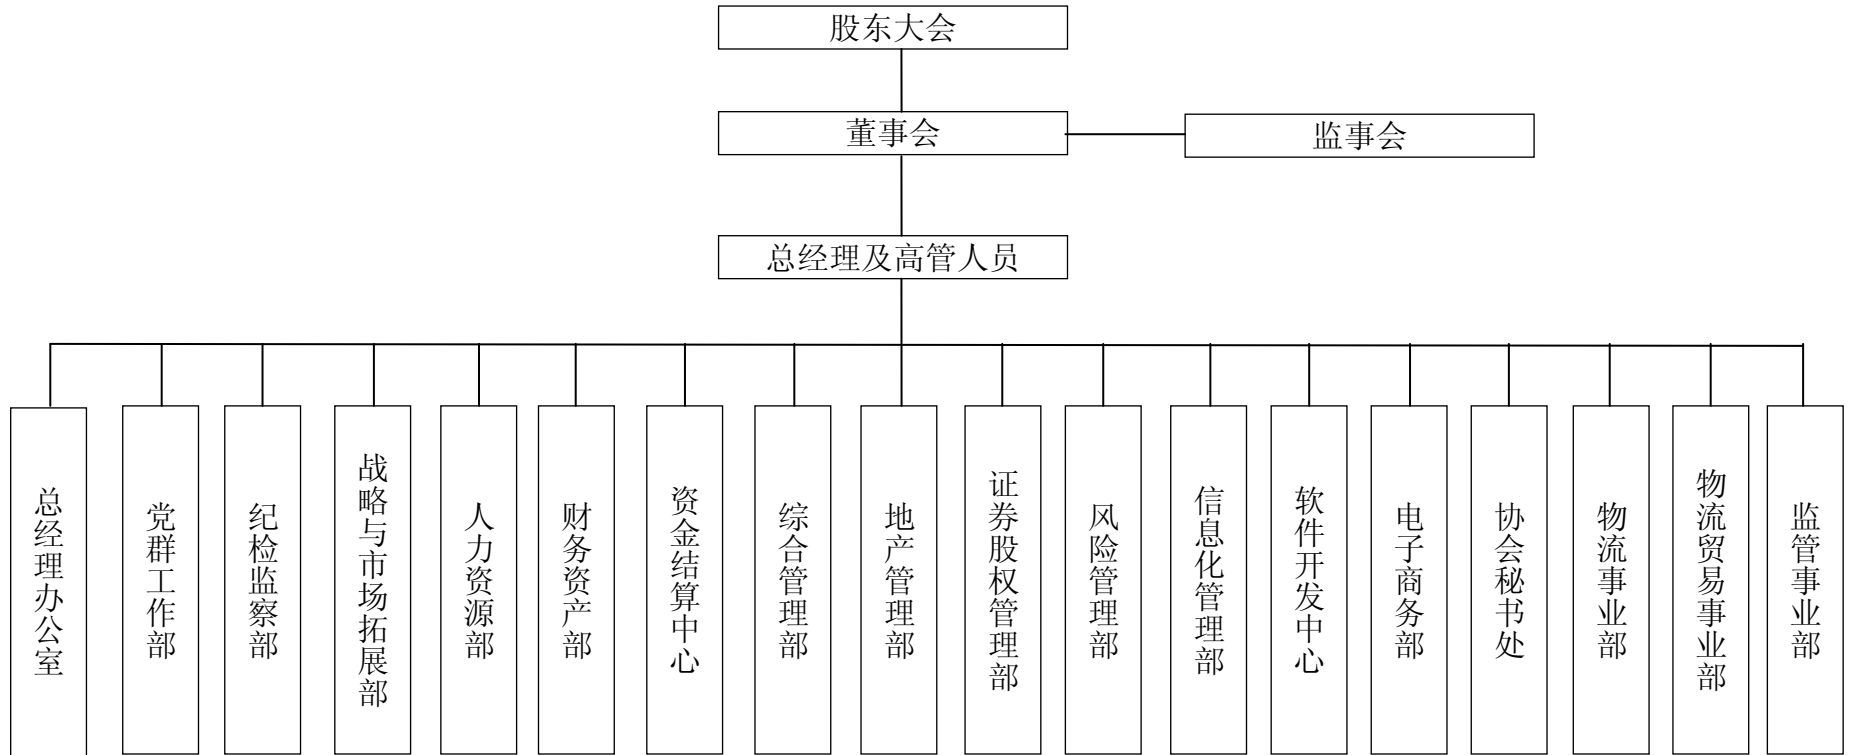 股东大会
董事会
监事会
总经理及高管人员
总经理办公室
党群工作部
纪检监察部
战略与市场拓展部
人力资源部
财务资产部
资金结算中心
综合管理部
地产管理部
证券股权管理部
风险管理部
信息化管理部
软件开发中心
电子商务部
协会秘书处
物流事业部
物流贸易事业部
监管事业部